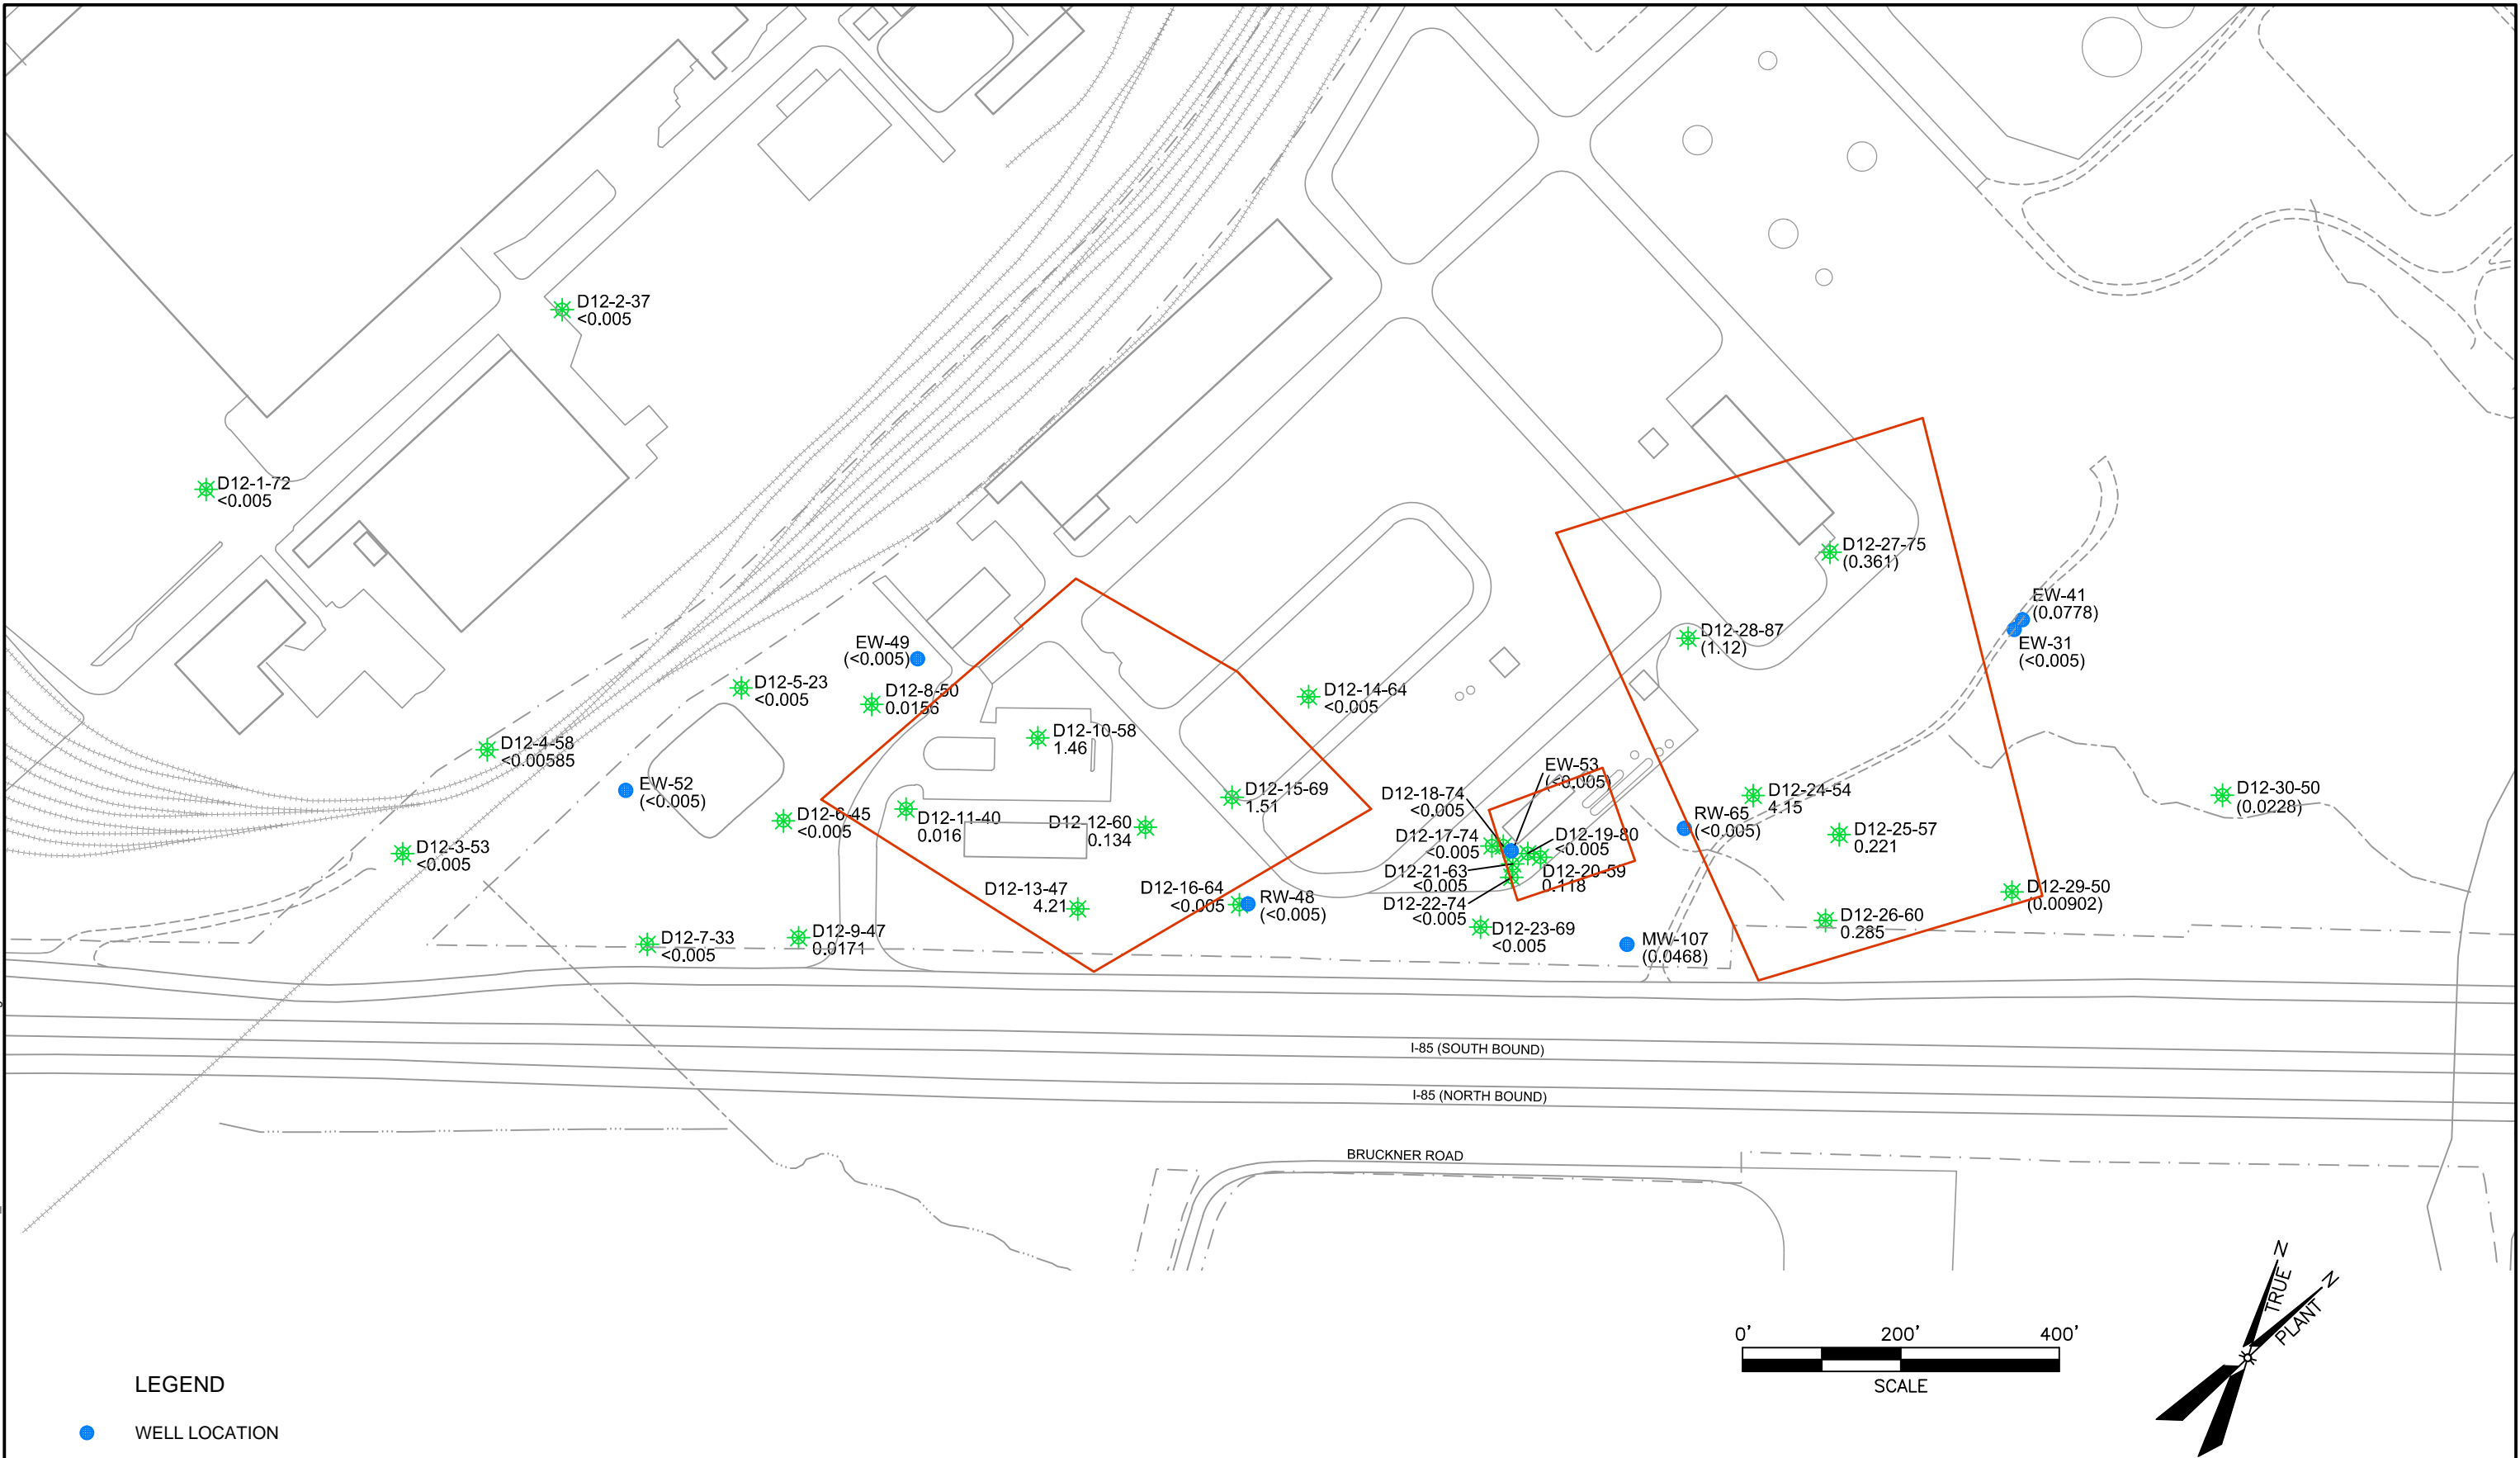 D12-2-37
<0.005
D12-1-72
<0.005
D12-27-75
(0.361)
EW-41
(0.0778)
EW-31
(<0.005)
D12-28-87
(1.12)
EW-49
(<0.005)
D12-5-23
<0.005
D12-8-50
0.0156
D12-14-64
<0.005
D12-10-58
1.46
D12-4-58
<0.00585
EW-52
(<0.005)
D12-6-45
<0.005
D12-11-40
0.016
D12-12-60
0.134
D12-15-69
1.51
EW-53
(<0.005)
D12-18-74
<0.005
D12-17-74
<0.005
D12-19-80
<0.005
D12-21-63
<0.005
D12-20-59
0.118
D12-22-74
<0.005
D12-23-69
<0.005
D12-24-54
4.15
RW-65
(<0.005)
D12-25-57
0.221
D12-30-50
(0.0228)
D12-29-50
(0.00902)
D12-26-60
0.285
D12-3-53
<0.005
D12-13-47
4.21
D12-16-64
<0.005
RW-48
(<0.005)
D12-7-33
<0.005
D12-9-47
0.0171
MW-107
(0.0468)
I-85 (SOUTH BOUND)
I-85 (NORTH BOUND)
BRUCKNER ROAD
N
TRUE
N
PLANT
0' 200' 400'
SCALE
LEGEND
WELL LOCATION